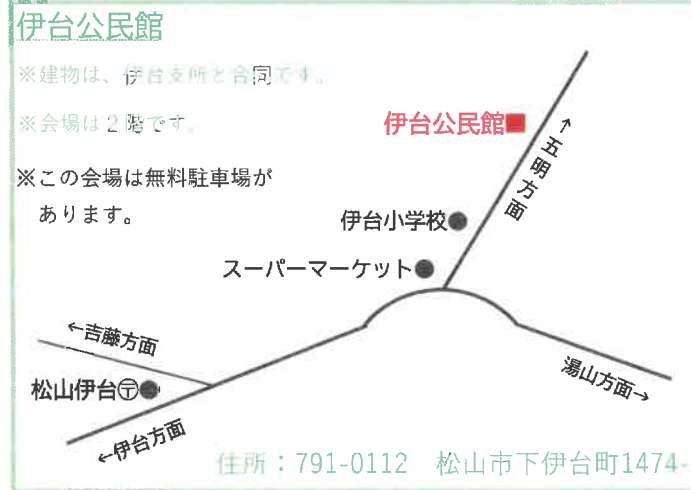 伊台公民館
※建物は、伊台支所と合同です。
※会場は２階です。
※この会場は無料駐車場が
あります。
伊台公民館
↑五明方面
伊台小学校
スーパーマーケット
←吉藤方面
松山伊台〒
←伊台方面
湯山方面→
住所：791-0112　松山市下伊台町1474-